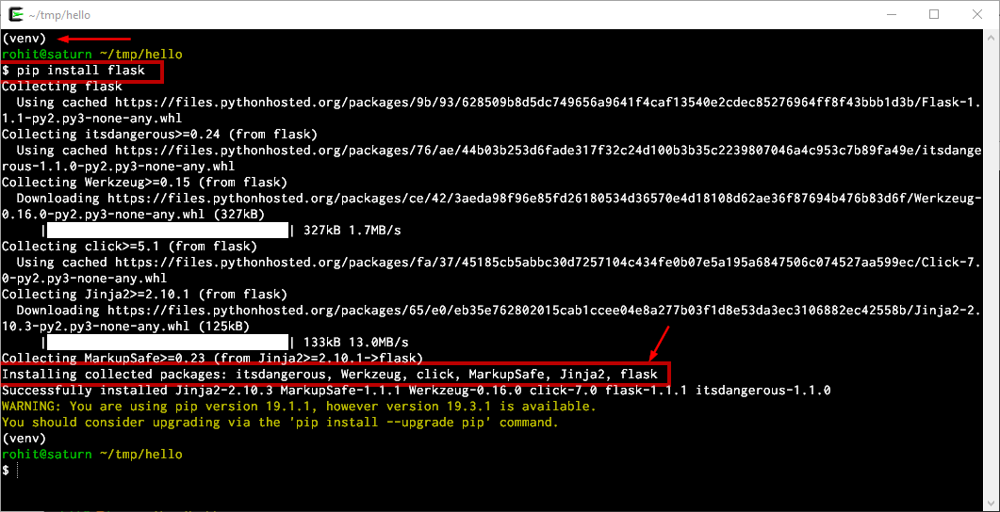 ~/tmp/hello
(venv)
rohit@saturn ~/tmp/hello
$ pip install flask
Collecting flask
  Using cached https://files.pythonhosted.org/packages/9b/93/628509b8d5dc749656a9641f4caf13540e2cdec85276964ff8f43bbb1d3b/Flask-1.
1.1-py2.py3-none-any.whl
Collecting itsdangerous>=0.24 (from flask)
  Using cached https://files.pythonhosted.org/packages/76/ae/44b03b253d6fade317f32c24d100b3b35c2239807046a4c953c7b89fa49e/itsdange
rous-1.1.0-py2.py3-none-any.whl
Collecting Werkzeug>=0.15 (from flask)
  Downloading https://files.pythonhosted.org/packages/ce/42/3aeda98f96e85fd26180534d36570e4d18108d62ae36f87694b476b83d6f/Werkzeug-
0.16.0-py2.py3-none-any.whl (327kB)
     |                                | 327kB 1.7MB/s
Collecting click>=5.1 (from flask)
  Using cached https://files.pythonhosted.org/packages/fa/37/45185cb5abbc30d7257104c434fe0b07e5a195a6847506c074527aa599ec/Click-7.
0-py2.py3-none-any.whl
Collecting Jinja2>=2.10.1 (from flask)
  Downloading https://files.pythonhosted.org/packages/65/e0/eb35e762802015cab1ccee04e8a277b03f1d8e53da3ec3106882ec42558b/Jinja2-2.
10.3-py2.py3-none-any.whl (125kB)
     |                                | 133kB 13.0MB/s
Collecting MarkupSafe>=0.23 (from Jinja2>=2.10.1->flask)
Installing collected packages: itsdangerous, Werkzeug, click, MarkupSafe, Jinja2, flask
Successfully installed Jinja2-2.10.3 MarkupSafe-1.1.1 Werkzeug-0.16.0 click-7.0 flask-1.1.1 itsdangerous-1.1.0
WARNING: You are using pip version 19.1.1, however version 19.3.1 is available.
You should consider upgrading via the 'pip install --upgrade pip' command.
(venv)
rohit@saturn ~/tmp/hello
$